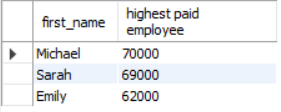 first_name highest paid
employee
Michael 70000
Sarah 69000
Emily 62000